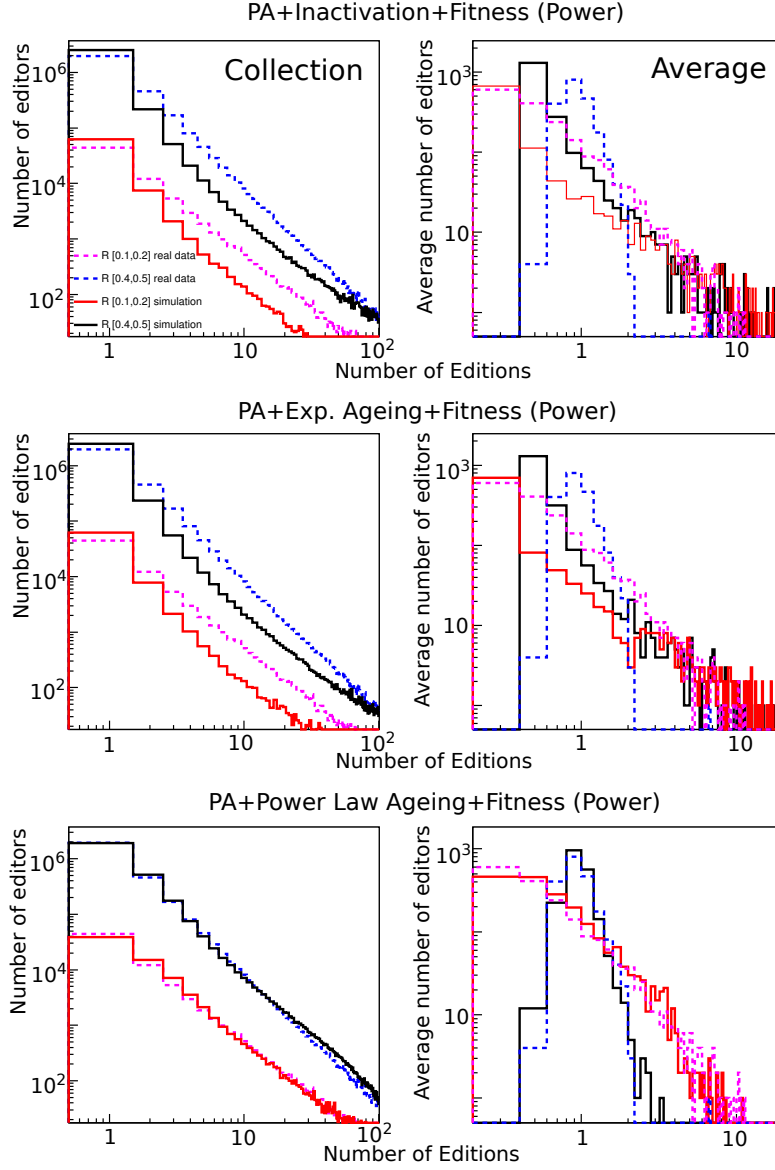 PA+Inactivation+Fitness (Power)
Number of editors
10^6
10^4
10^2
Collection
R [0.1,0.2] real data
R [0.4,0.5] real data
R [0.1,0.2] simulation
R [0.4,0.5] simulation
1 10 10^2
Average number of editors
10^3
10
Average
1 10
Number of Editions
PA+Exp. Ageing+Fitness (Power)
Number of editors
10^6
10^4
10^2
1 10 10^2
Average number of editors
10^3
10
1 10
Number of Editions
PA+Power Law Ageing+Fitness (Power)
Number of editors
10^6
10^4
10^2
1 10 10^2
Average number of editors
10^3
10
1 10